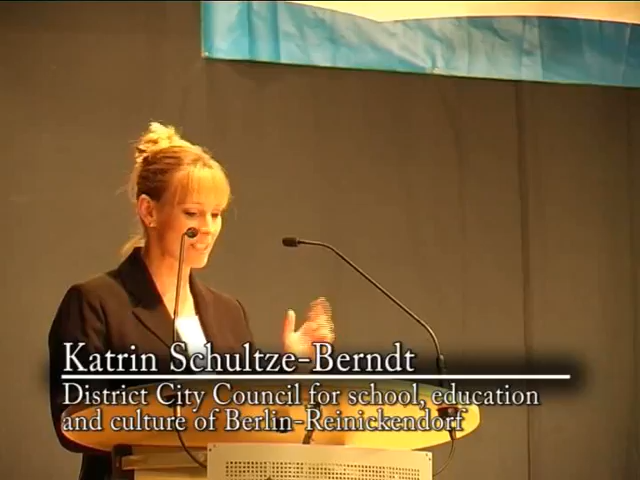 Katrin Schultze-Berndt
District City Council for school, education
and culture of Berlin-Reinickendorf